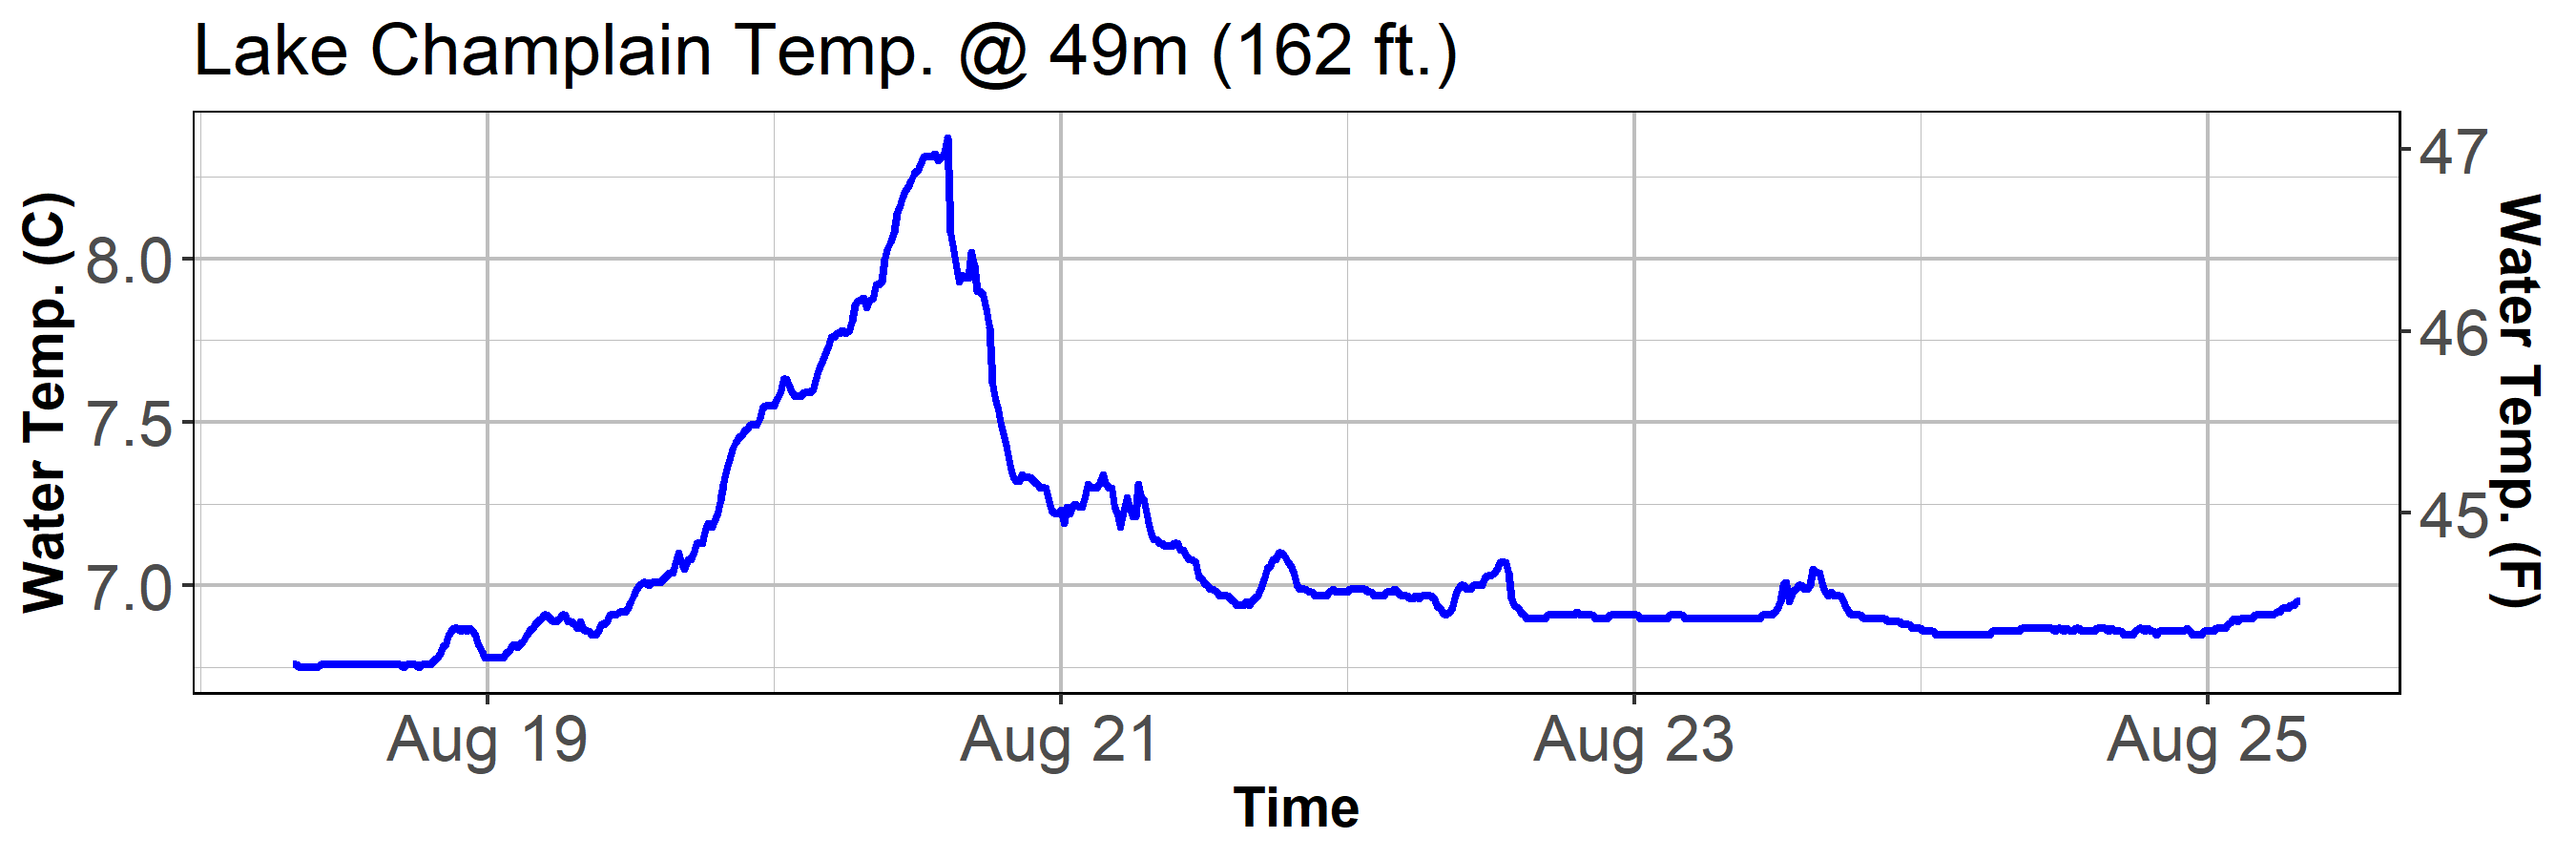 Lake Champlain Temp. @ 49m (162 ft.)
Water Temp. (C)
8.0
7.5
7.0
47
46
45
Water Temp. (F)
Aug 19
Aug 21
Aug 23
Aug 25
Time